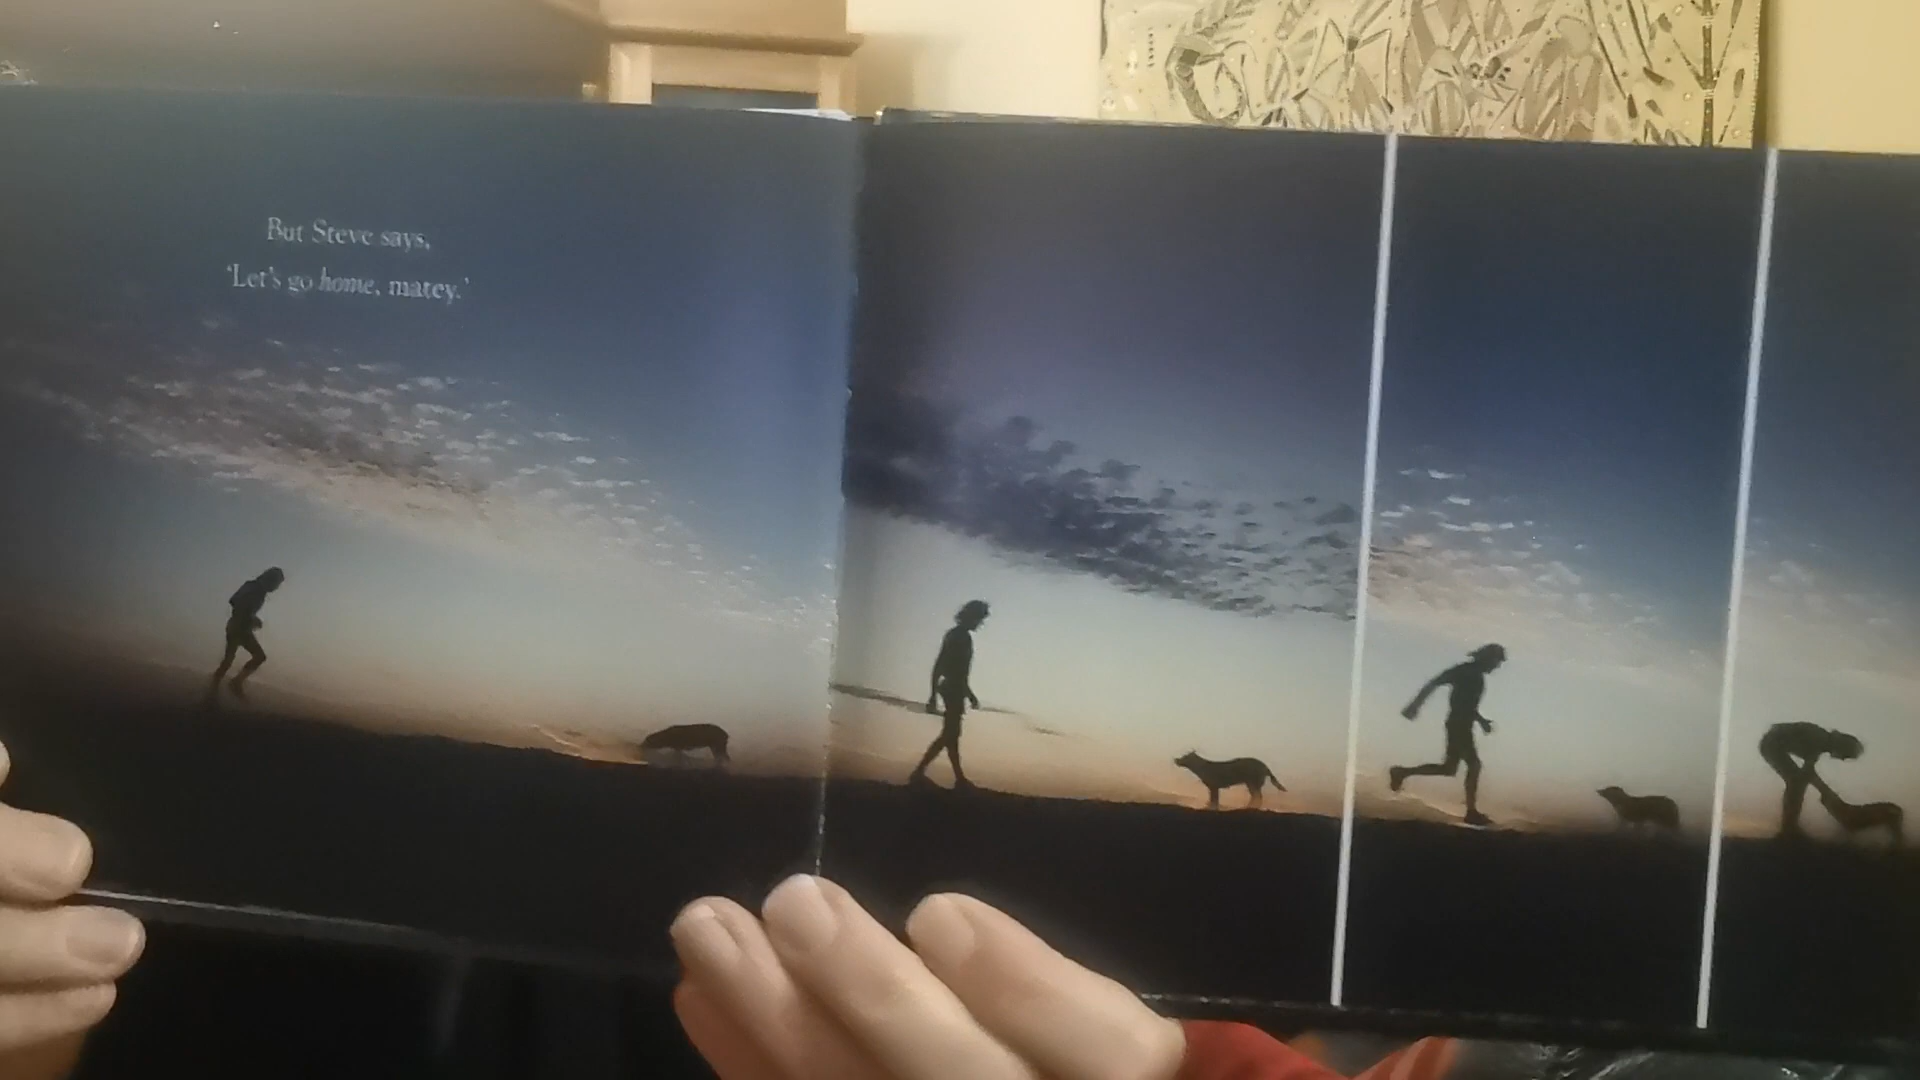 But Steve says,
‘Let’s go home, matey.’